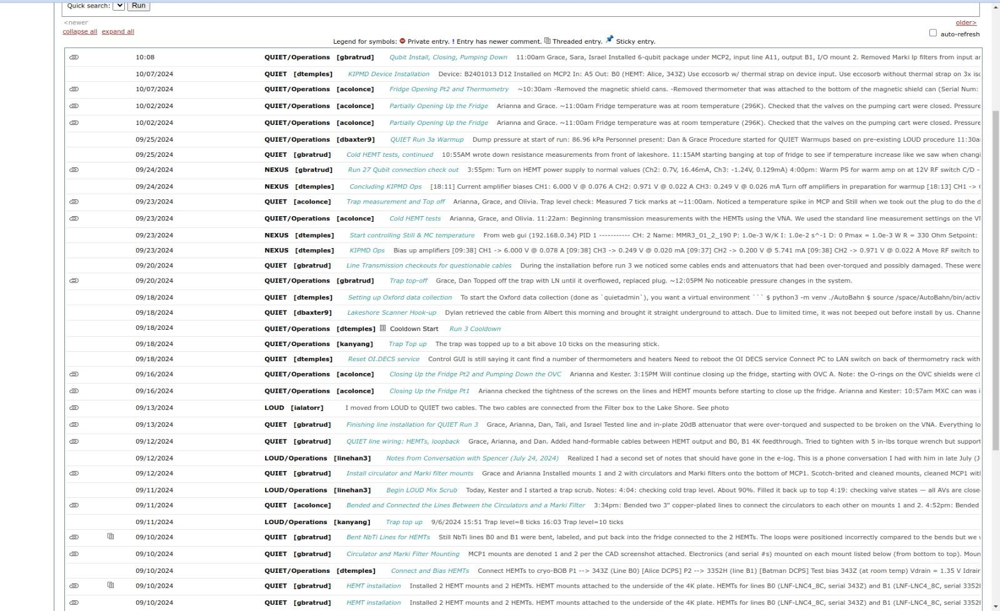 Quick search: Run
<newer older>
collapse all expand all auto-refresh
Legend for symbols: Private entry. ! Entry has newer comment. Threaded entry. Sticky entry.
10:08 QUIET/Operations [gbratrud] Qubit Install, Closing, Pumping Down 11:00am Grace, Sara, Israel Installed 6-qubit package under MCP2, input line A11, output B1, I/O mount 2. Removed Marki lp filters from input
10/07/2024 QUIET [dtemples] KIPMD Device Installation Device: B2401013 D12 Installed on MCP2 In: A5 Out: B0 (HEMT: Alice, 343Z) Use eccosorb w/ thermal strap on device input. Use eccosorb without thermal strap on 3x
10/07/2024 QUIET/Operations [acolonce] Fridge Opening Pt2 and Thermometry ~10:30am -Removed the magnetic shield cans. -Removed thermometer that was attached to the bottom of the magnetic shield can (Serial Num:
10/02/2024 QUIET/Operations [acolonce] Partially Opening Up the Fridge Arianna and Grace. ~11:00am Fridge temperature was at room temperature (296K). Checked that the valves on the pumping cart were closed. Pressure
10/02/2024 QUIET/Operations [acolonce] Partially Opening Up the Fridge Arianna and Grace. ~11:00am Fridge temperature was at room temperature (296K). Checked that the valves on the pumping cart were closed. Pressure
09/25/2024 QUIET/Operations [dbaxter9] QUIET Run 3a Warmup Dump pressure at start of run: 86.96 kPa Personnel present: Dan & Grace Procedure started for QUIET Warmups based on pre-existing LOUD procedure
09/25/2024 QUIET [gbratrud] Cold HEMT tests, continued 10:55AM wrote down resistance measurements from front of lakeshore. 11:15AM starting banging at top of fridge to see if temperature increase like we saw when
09/24/2024 NEXUS [gbratrud] Run 27 Qubit connection check out 3:55pm: Turn on HEMT power supply to normal values (Ch2: 0.7V, 16.46mA, Ch3: -1.24V, 0.129mA) 4:00pm: Warm PS for warm amp on at 12V RF switch C/D
09/24/2024 NEXUS [dtemples] Concluding KIPMD Ops [18:11] Current amplifier biases CH1: 6.000 V @ 0.076 A CH2: 0.971 V @ 0.022 A CH3: 0.249 V @ 0.026 mA Turn off amplifiers in preparation for warmup [18:13] CH1 ->
09/23/2024 QUIET [acolonce] Trap measurement and Top off Arianna, Grace, and Olivia. Trap level check: Measured 7 tick marks at ~11:00am. Noticed a temperature spike in MCP and Still when we took out the plug to do the
09/23/2024 QUIET/Operations [acolonce] Cold HEMT tests Arianna, Grace, and Olivia. 11:22am: Beginning transmission measurements with the HEMTs using the VNA. We used the standard line measurement settings on the
09/23/2024 NEXUS [dtemples] Start controlling Still & MC temperature From web gui (192.168.0.34) PID 1 ----------- CH: 2 Name: MMR3_01_2_190 P: 1.0e-3 W/K I: 1.0e-2 s^-1 D: 0 Pmax = 1.0e-3 W R = 330 Ohm Setpoint:
09/23/2024 NEXUS [dtemples] KIPMD Ops Bias up amplifiers [09:38] CH1 -> 6.000 V @ 0.078 A [09:38] CH3 -> 0.249 V @ 0.020 mA [09:37] CH2 -> 0.200 V @ 5.741 mA [09:38] CH2 -> 0.971 V @ 0.022 A Move RF switch to
09/20/2024 QUIET [gbratrud] Line Transmission checkouts for questionable cables During the installation before run 3 we noticed some cables ends and attenuators that had been over-torqued and possibly damaged. These were
09/20/2024 QUIET/Operations [gbratrud] Trap top-off Grace, Dan Topped off the trap with LN until it overflowed, replaced plug. ~12:05PM No noticeable pressure changes in the system.
09/18/2024 QUIET [dtemples] Setting up Oxford data collection To start the Oxford data collection (done as `quietadmin`), you want a virtual environment ``` $ python3 -m venv ./AutoBahn $ source /space/AutoBahn/bin/activ
09/18/2024 QUIET [dbaxter9] Lakeshore Scanner Hook-up Dylan retrieved the cable from Albert this morning and brought it straight underground to attach. Due to limited time, it was not beeped out before install by us. Channe
09/18/2024 QUIET/Operations [dtemples] Cooldown Start Run 3 Cooldown
09/18/2024 QUIET/Operations [kanyang] Trap Top up The trap was topped up to a bit above 10 ticks on the measuring stick.
09/18/2024 QUIET [dtemples] Reset OI.DECS service Control GUI is still saying it cant find a number of thermometers and heaters Need to reboot the OI DECS service Connect PC to LAN switch on back of thermometry rack with
09/16/2024 QUIET/Operations [acolonce] Closing Up the Fridge Pt2 and Pumping Down the OVC Arianna and Kester. 3:15PM Will continue closing up the fridge, starting with OVC A. Note: the O-rings on the OVC shields were
09/16/2024 QUIET/Operations [acolonce] Closing Up the Fridge Pt1 Arianna checked the tightness of the screws on the lines and HEMT mounts before starting to close up the fridge. Arianna and Kester: 10:57am MXC can was
09/13/2024 LOUD [ialatorr] I moved from LOUD to QUIET two cables. The two cables are connected from the Filter box to the Lake Shore. See photo
09/13/2024 QUIET [gbratrud] Finishing line installation for QUIET Run 3 Grace, Arianna, Dan, Tali, and Israel Tested line and in-plate 20dB attenuator that were over-torqued and suspected to be broken on the VNA. Everything lo
09/12/2024 QUIET [gbratrud] QUIET line wiring: HEMTs, loopback Grace, Arianna, and Dan. Added hand-formable cables between HEMT output and B0, B1 4K feedthrough. Tried to tighten with 5 in-lbs torque wrench but support
09/12/2024 LOUD/Operations [linehan3] Notes from Conversation with Spencer (July 24, 2024) Realized I had a second set of notes that should have gone in the e-log. This is a phone conversation I had with him in late July
09/12/2024 QUIET [gbratrud] Install circulator and Marki filter mounts Grace and Arianna Installed mounts 1 and 2 with circulators and Marki filters onto the bottom of MCP1. Scotch-brited and cleaned mounts, cleaned MCP1 wit
09/11/2024 LOUD/Operations [linehan3] Begin LOUD Mix Scrub Today, Kester and I started a trap scrub. Notes: 4:04: checking cold trap level. About 90%. Filled it back up to top 4:19: checking valve states — all AVs are close
09/11/2024 QUIET [acolonce] Bended and Connected the Lines Between the Circulators and a Marki Filter 3:34pm: Bended two 3" copper-plated lines to connect the circulators to each other on mounts 1 and 2. 4:52pm: Bended
09/11/2024 LOUD/Operations [kanyang] Trap top up 9/6/2024 15:51 Trap level=8 ticks 16:03 Trap level=10 ticks
09/10/2024 QUIET [gbratrud] Bent NbTi Lines for HEMTs Still NbTi lines B0 and B1 were bent, labeled, and put back into the fridge connected to the 2 HEMTs. The loops were positioned incorrectly compared to the bends but we
09/10/2024 QUIET [gbratrud] Circulator and Marki Filter Mounting MCP1 mounts are denoted 1 and 2 per the CAD screenshot attached. Electronics (and serial #s) mounted on each mount listed below (from bottom to top). Moun
09/10/2024 QUIET/Operations [dtemples] Connect and Bias HEMTs Connect HEMTs to cryo-BOB P1 --> 343Z (Line B0) [Alice DCPS] P2 --> 3352H (line B1) [Batman DCPS] Test bias 343Z (at room temp) Vdrain = 1.35 V Idrain
09/10/2024 QUIET [gbratrud] HEMT installation Installed 2 HEMT mounts and 2 HEMTs. HEMT mounts attached to the underside of the 4K plate. HEMTs for lines B0 (LNF-LNC4_8C, serial 343Z) and B1 (LNF-LNC4_8C, serial
09/10/2024 QUIET [gbratrud] HEMT installation Installed 2 HEMT mounts and 2 HEMTs. HEMT mounts attached to the underside of the 4K plate. HEMTs for lines B0 (LNF-LNC4_8C, serial 343Z) and B1 (LNF-LNC4_8C, serial